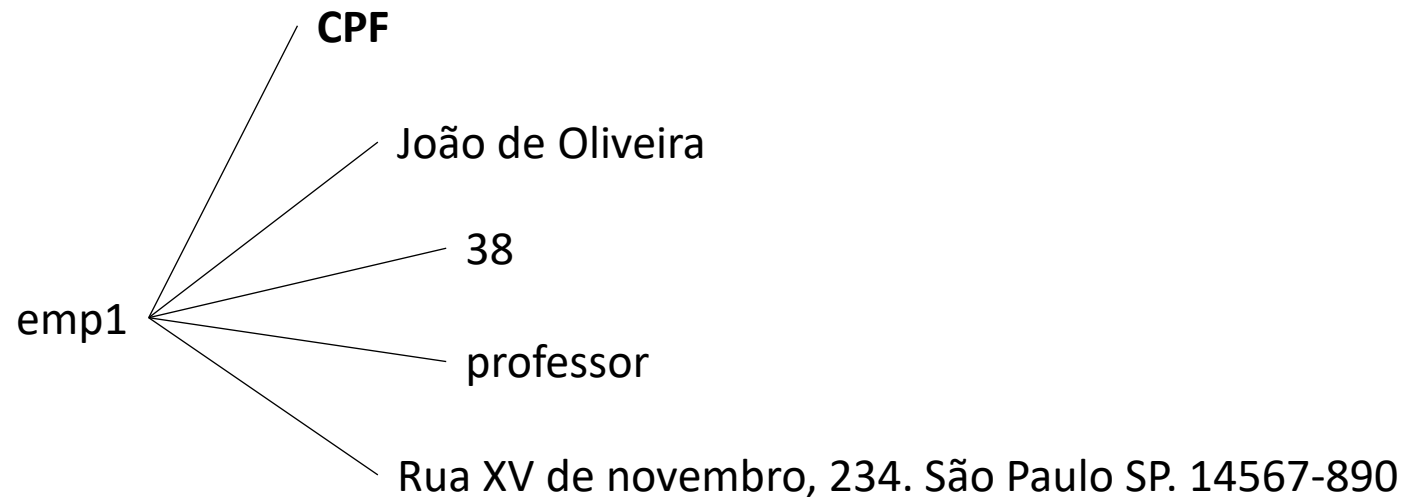 CPF
João de Oliveira
38
emp1
professor
Rua XV de novembro, 234. São Paulo SP. 14567-890